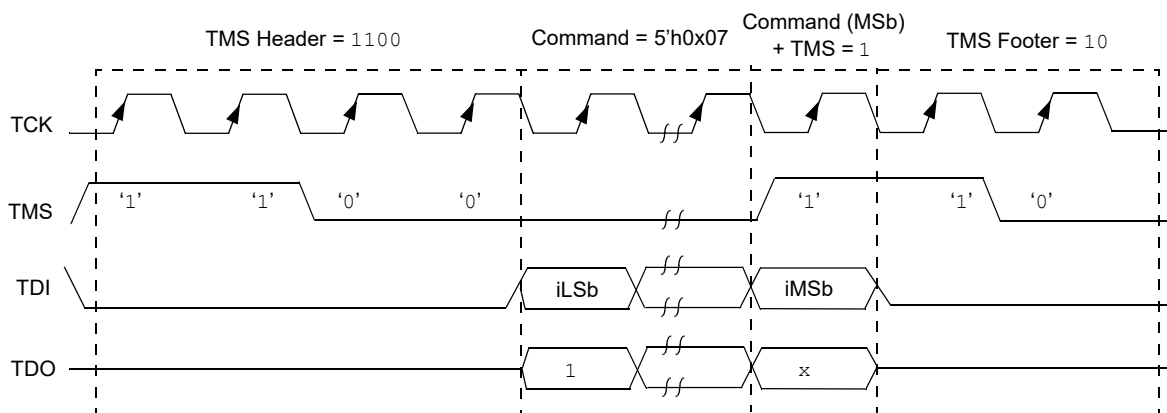 TMS Header = 1100
Command = 5'h0x07
Command (MSb)
+ TMS = 1
TMS Footer = 10
TCK
TMS
‘1’ ‘1’ ‘0’ ‘0’ ‘1’ ‘1’ ‘0’
TDI
iLSb iMSb
TDO
1 x